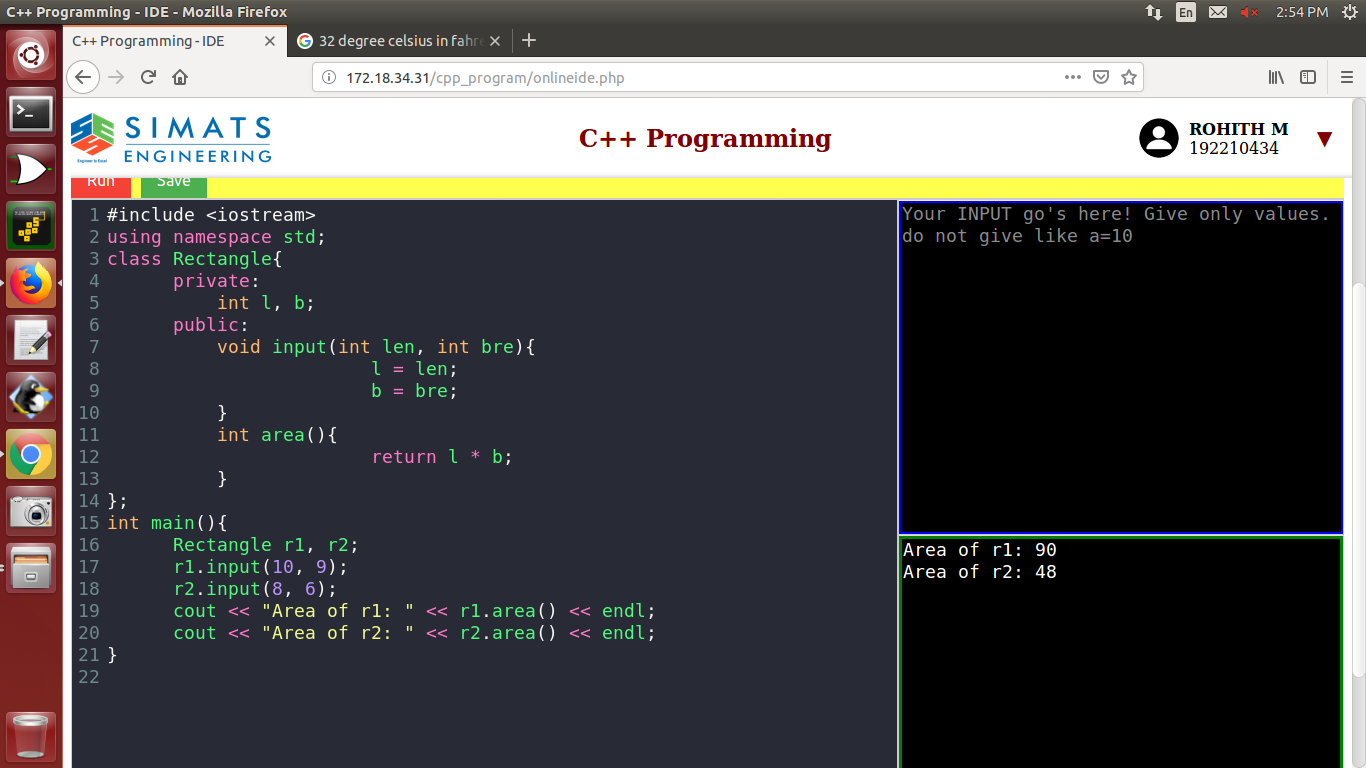 C++ Programming - IDE - Mozilla Firefox
En
2:54 PM
C++ Programming - IDE
32 degree celsius in fahr
172.18.34.31/cpp_program/onlineide.php
SIMATS
ENGINEERING
Engineer to Excel
C++ Programming
ROHITH M
192210434
Run
Save
1 #include <iostream>
2 using namespace std;
3 class Rectangle{
4 private:
5 int l, b;
6 public:
7 void input(int len, int bre){
8 l = len;
9 b = bre;
10 }
11 int area(){
12 return l * b;
13 }
14 };
15 int main(){
16 Rectangle r1, r2;
17 r1.input(10, 9);
18 r2.input(8, 6);
19 cout << "Area of r1: " << r1.area() << endl;
20 cout << "Area of r2: " << r2.area() << endl;
21 }
22
Your INPUT go's here! Give only values.
do not give like a=10
Area of r1: 90
Area of r2: 48